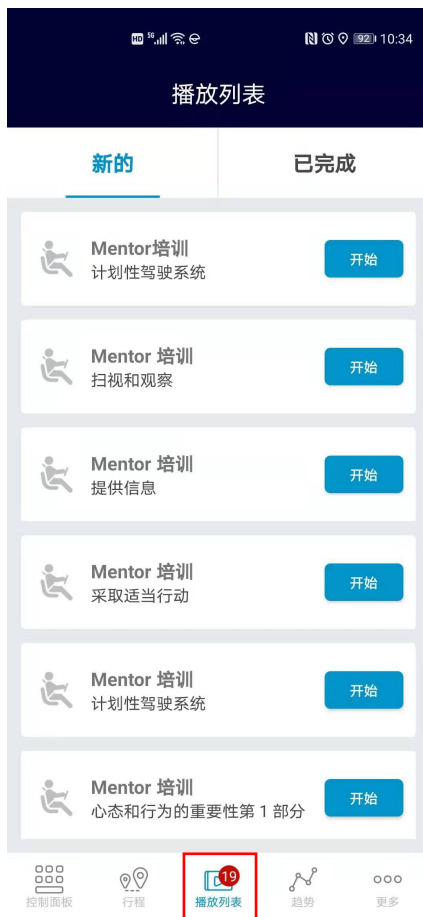 HD 5G 92 10:34
播放列表
新的 已完成
Mentor培训
计划性驾驶系统
开始
Mentor 培训
扫视和观察
开始
Mentor 培训
提供信息
开始
Mentor 培训
采取适当行动
开始
Mentor 培训
计划性驾驶系统
开始
Mentor 培训
心态和行为的重要性第 1 部分
开始
19
控制面板 行程 播放列表 趋势 更多